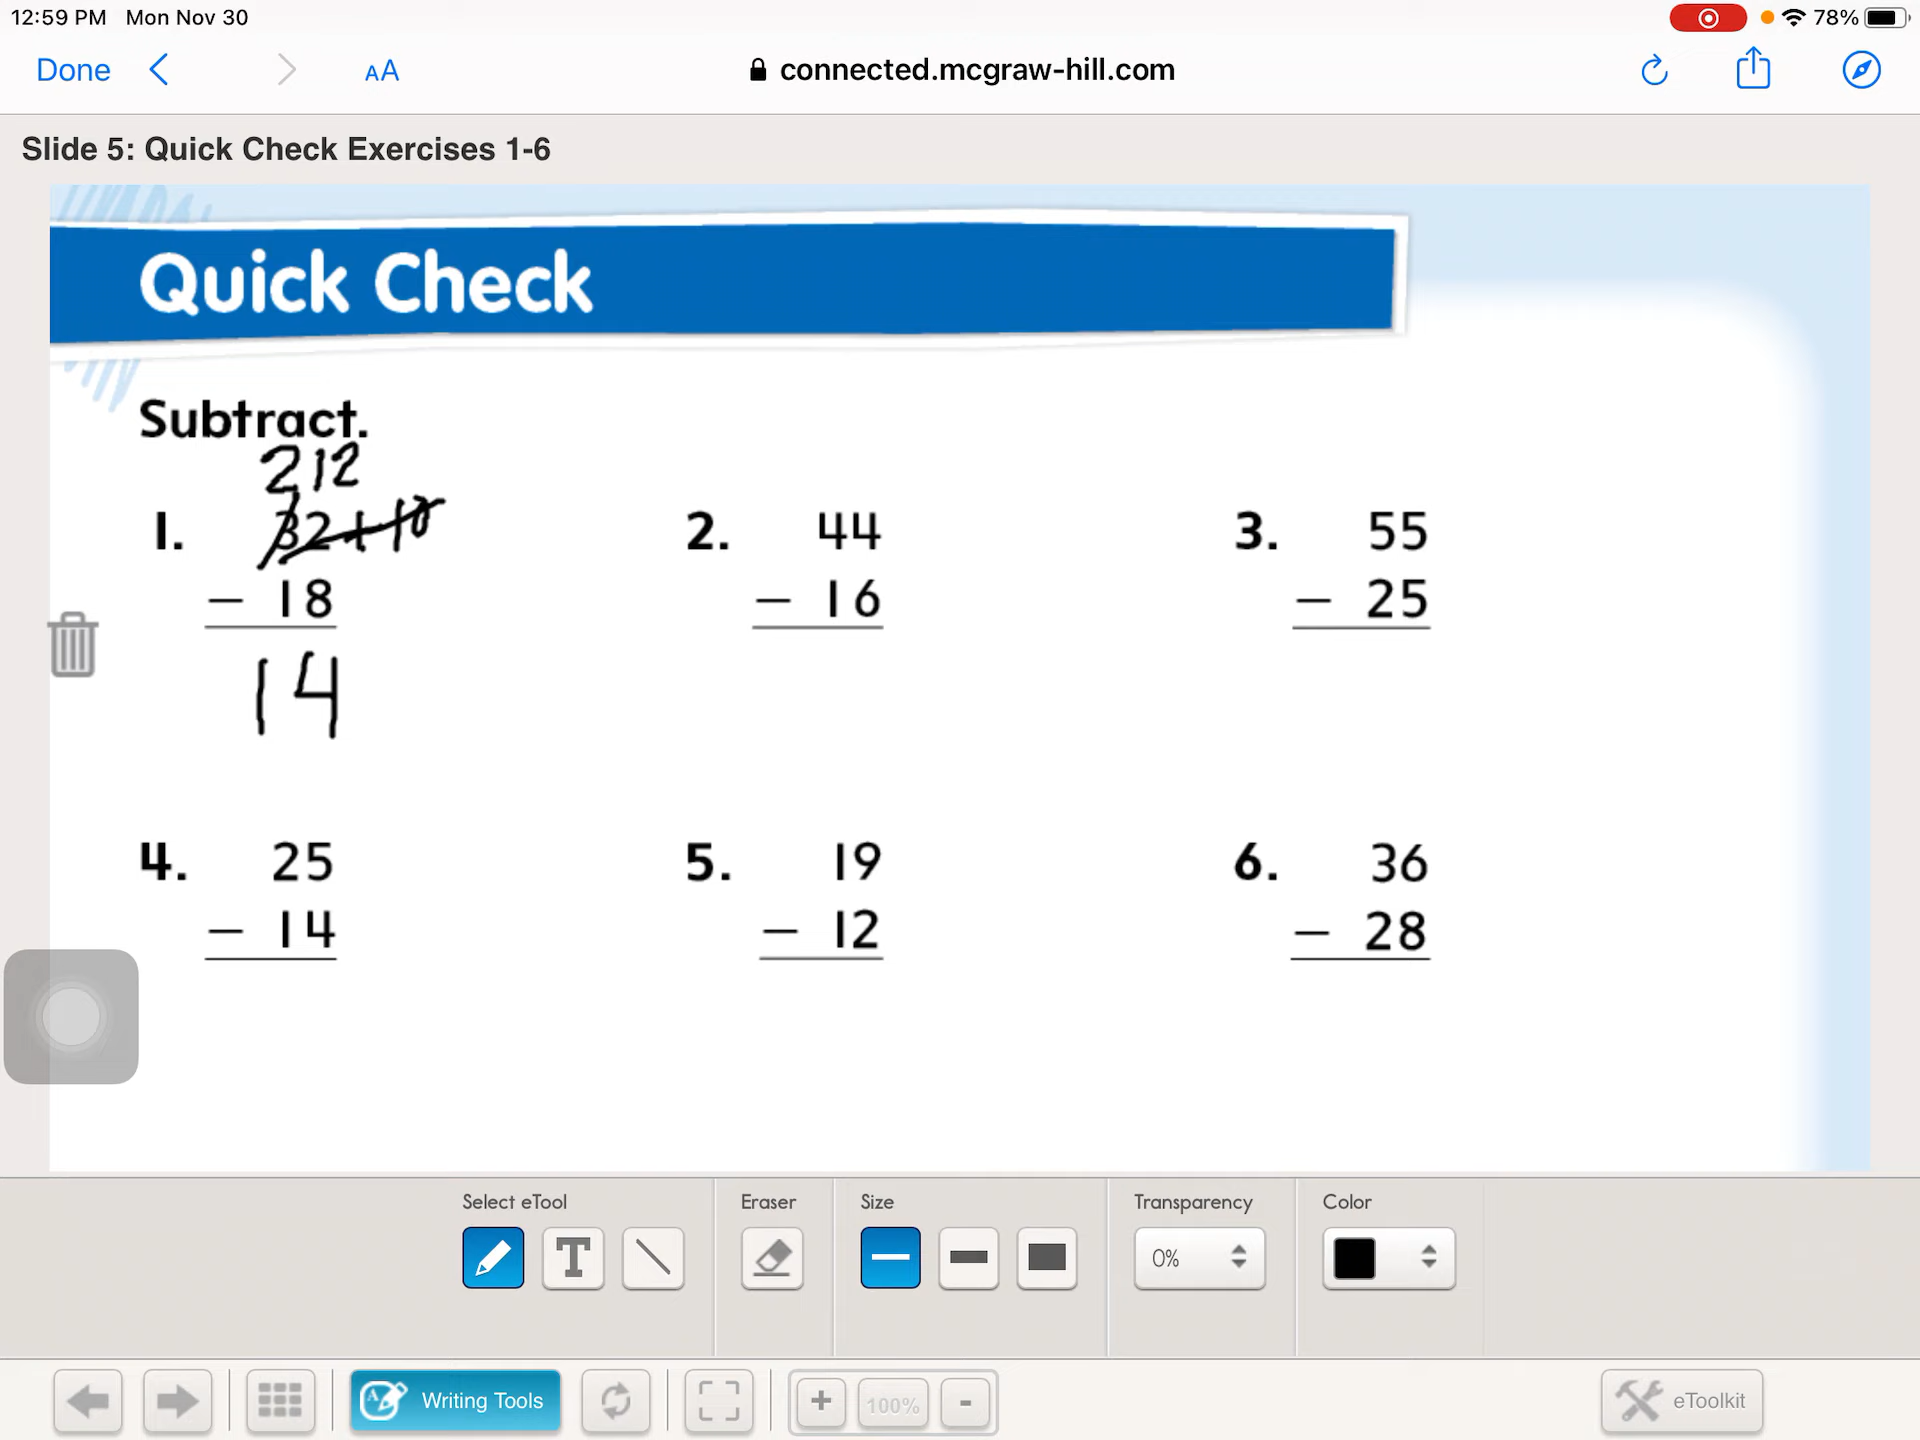 12:59 PM Mon Nov 30 78%
Done AA connected.mcgraw-hill.com
Slide 5: Quick Check Exercises 1-6
Quick Check
Subtract.
212
1. 32+10
- 18
14
2. 44
- 16
3. 55
- 25
4. 25
- 14
5. 19
- 12
6. 36
- 28
Select eTool Eraser Size Transparency Color
T 0%
Writing Tools + 100% - eToolkit